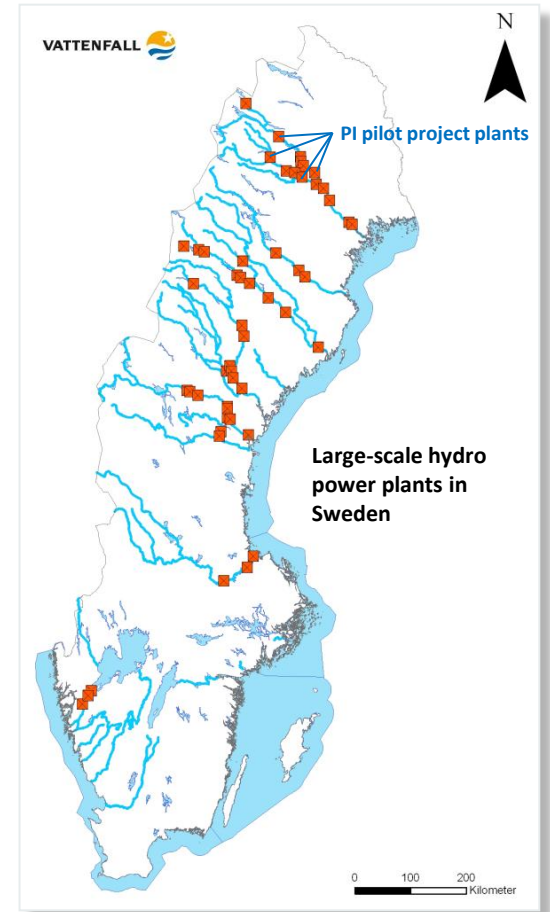 VATTENFALL
N
PI pilot project plants
Large-scale hydro
power plants in
Sweden
0 100 200
Kilometer